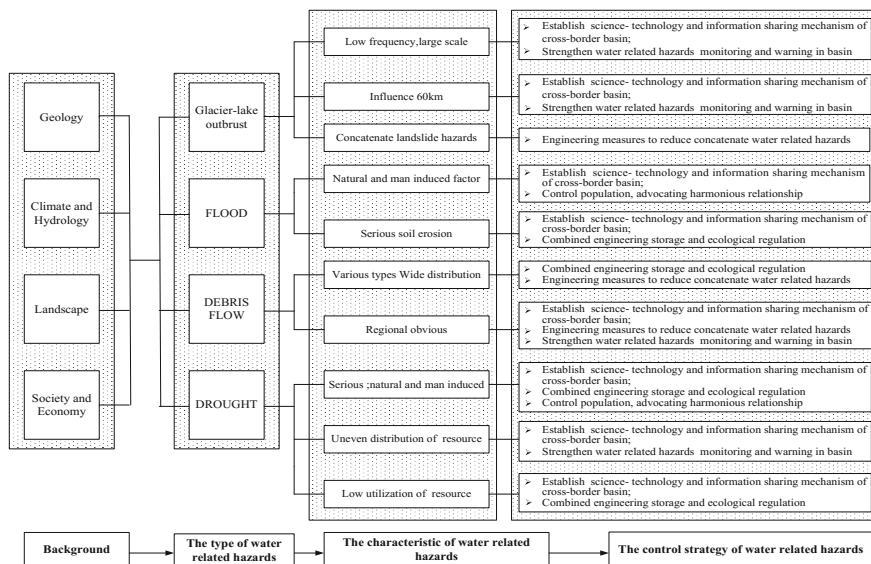 Geology
Climate and
Hydrology
Landscape
Society and
Economy
Glacier-lake
outbrust
FLOOD
DEBRIS
FLOW
DROUGHT
Low frequency,large scale
Influence 60km
Concatenate landslide hazards
Natural and man induced factor
Serious soil erosion
Various types Wide distribution
Regional obvious
Serious ;natural and man induced
Uneven distribution of resource
Low utilization of resource
➢ Establish science- technology and information sharing mechanism of
cross-border basin;
➢ Strengthen water related hazards monitoring and warning in basin
➢ Establish science- technology and information sharing mechanism of
cross-border basin;
➢ Strengthen water related hazards monitoring and warning in basin
➢ Engineering measures to reduce concatenate water related hazards
➢ Establish science- technology and information sharing mechanism
of cross-border basin;
➢ Control population, advocating harmonious relationship
➢ Establish science- technology and information sharing mechanism of
cross-border basin;
➢ Combined engineering storage and ecological regulation
➢ Combined engineering storage and ecological regulation
➢ Engineering measures to reduce concatenate water related hazards
➢ Establish science- technology and information sharing mechanism of
cross-border basin;
➢ Engineering measures to reduce concatenate water related hazards
➢ Strengthen water related hazards monitoring and warning in basin
➢ Establish science- technology and information sharing mechanism of
cross-border basin;
➢ Combined engineering storage and ecological regulation
➢ Control population, advocating harmonious relationship
➢ Establish science- technology and information sharing mechanism of
cross-border basin;
➢ Strengthen water related hazards monitoring and warning in basin
➢ Establish science- technology and information sharing mechanism of
cross-border basin;
➢ Combined engineering storage and ecological regulation
Background
The type of water
related hazards
The characteristic of water related
hazards
The control strategy of water related hazards